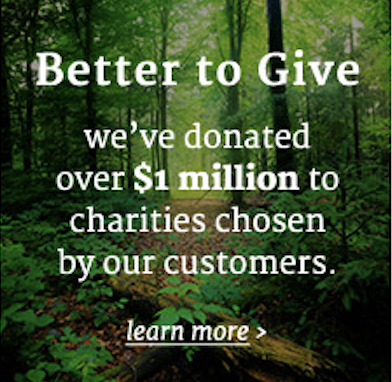 Better to Give
we’ve donated
over $1 million to
charities chosen
by our customers.
learn more >